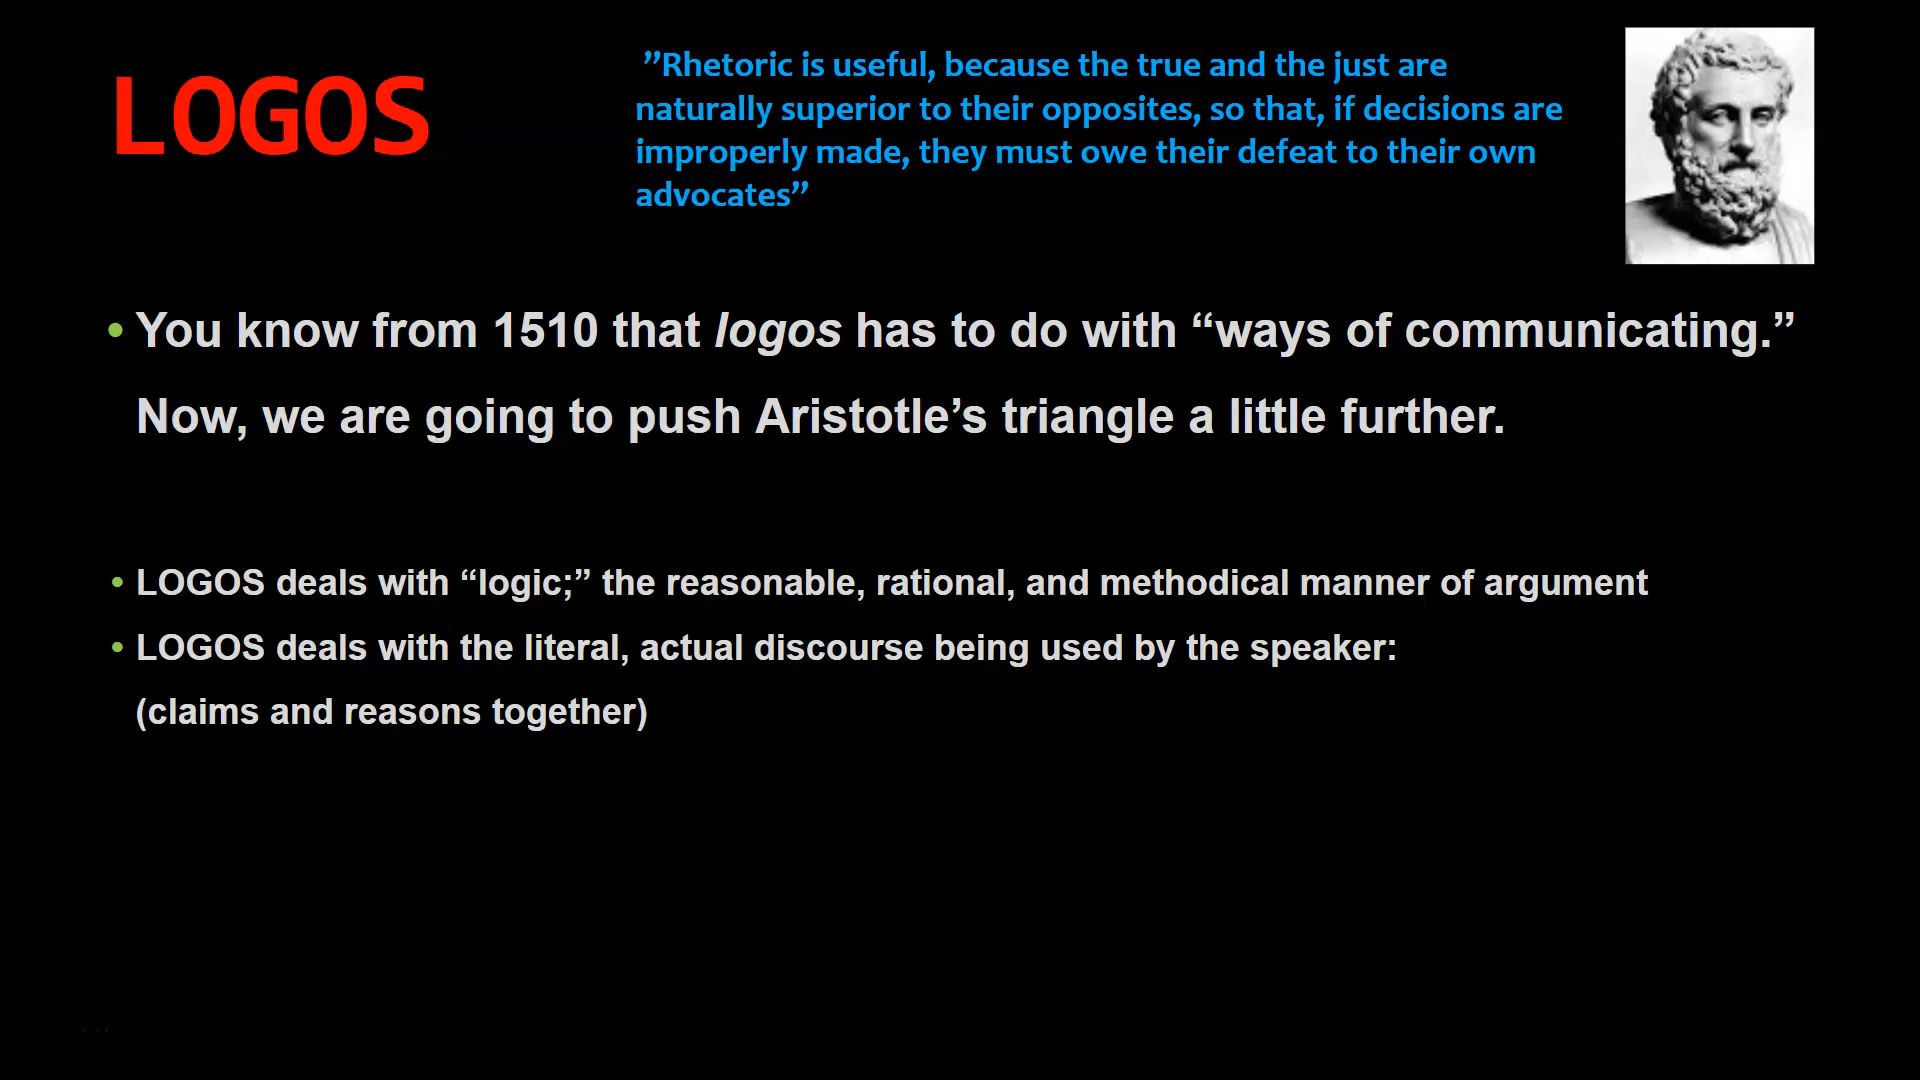 LOGOS
”Rhetoric is useful, because the true and the just are
naturally superior to their opposites, so that, if decisions are
improperly made, they must owe their defeat to their own
advocates”
• You know from 1510 that logos has to do with “ways of communicating.”
Now, we are going to push Aristotle’s triangle a little further.
• LOGOS deals with “logic;” the reasonable, rational, and methodical manner of argument
• LOGOS deals with the literal, actual discourse being used by the speaker:
(claims and reasons together)